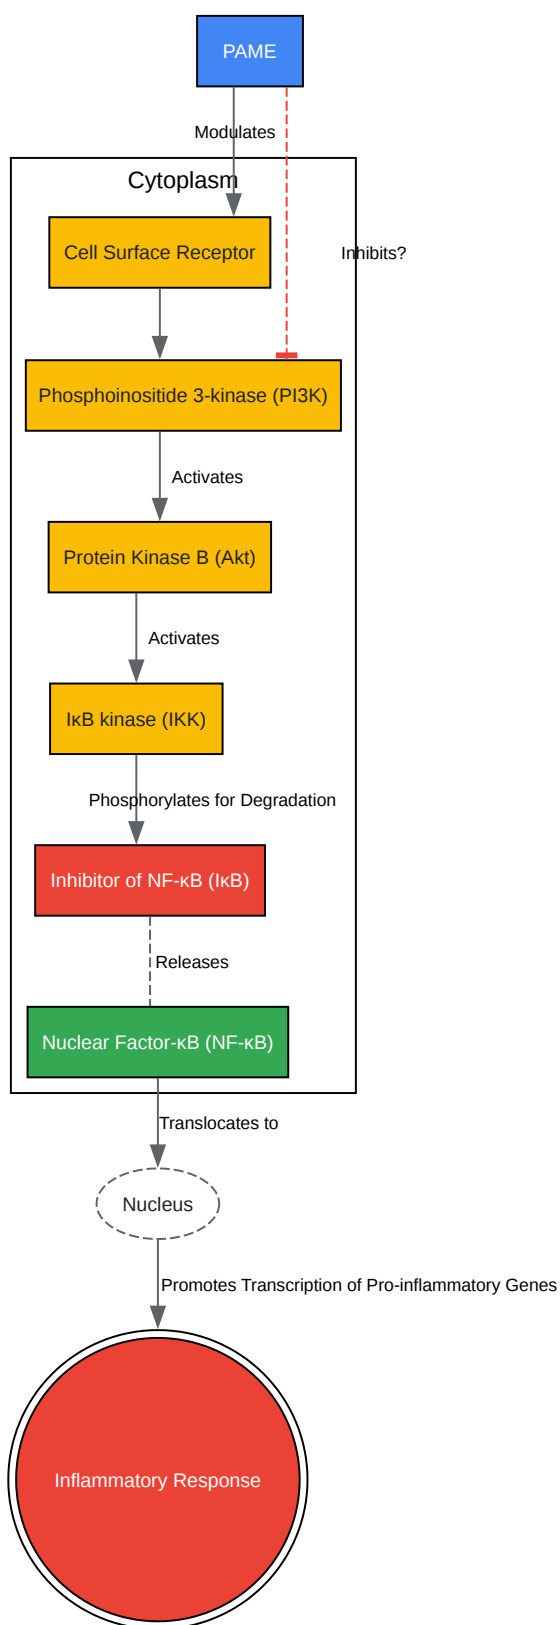 PAME
Modulates
Cytoplasm
Cell Surface Receptor
Inhibits?
Phosphoinositide 3-kinase (PI3K)
Activates
Protein Kinase B (Akt)
Activates
IκB kinase (IKK)
Phosphorylates for Degradation
Inhibitor of NF-κB (IκB)
Releases
Nuclear Factor-κB (NF-κB)
Translocates to
Nucleus
Promotes Transcription of Pro-inflammatory Genes
Inflammatory Response